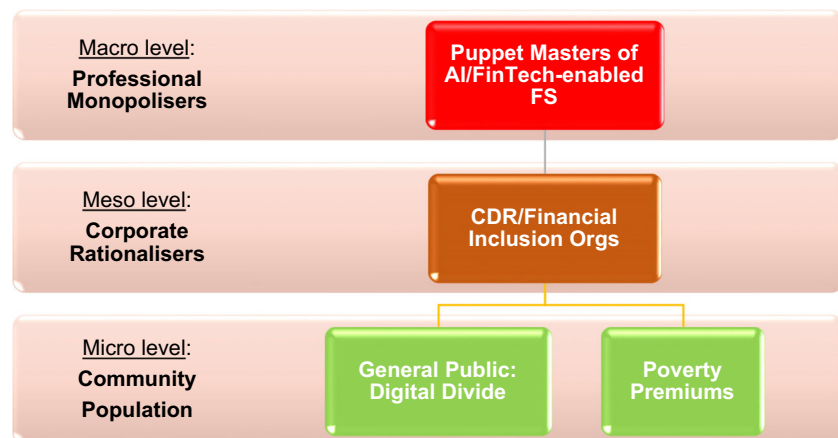 Macro level:
Professional
Monopolisers
Puppet Masters of
AI/FinTech-enabled
FS
Meso level:
Corporate
Rationalisers
CDR/Financial
Inclusion Orgs
Micro level:
Community
Population
General Public:
Digital Divide
Poverty
Premiums